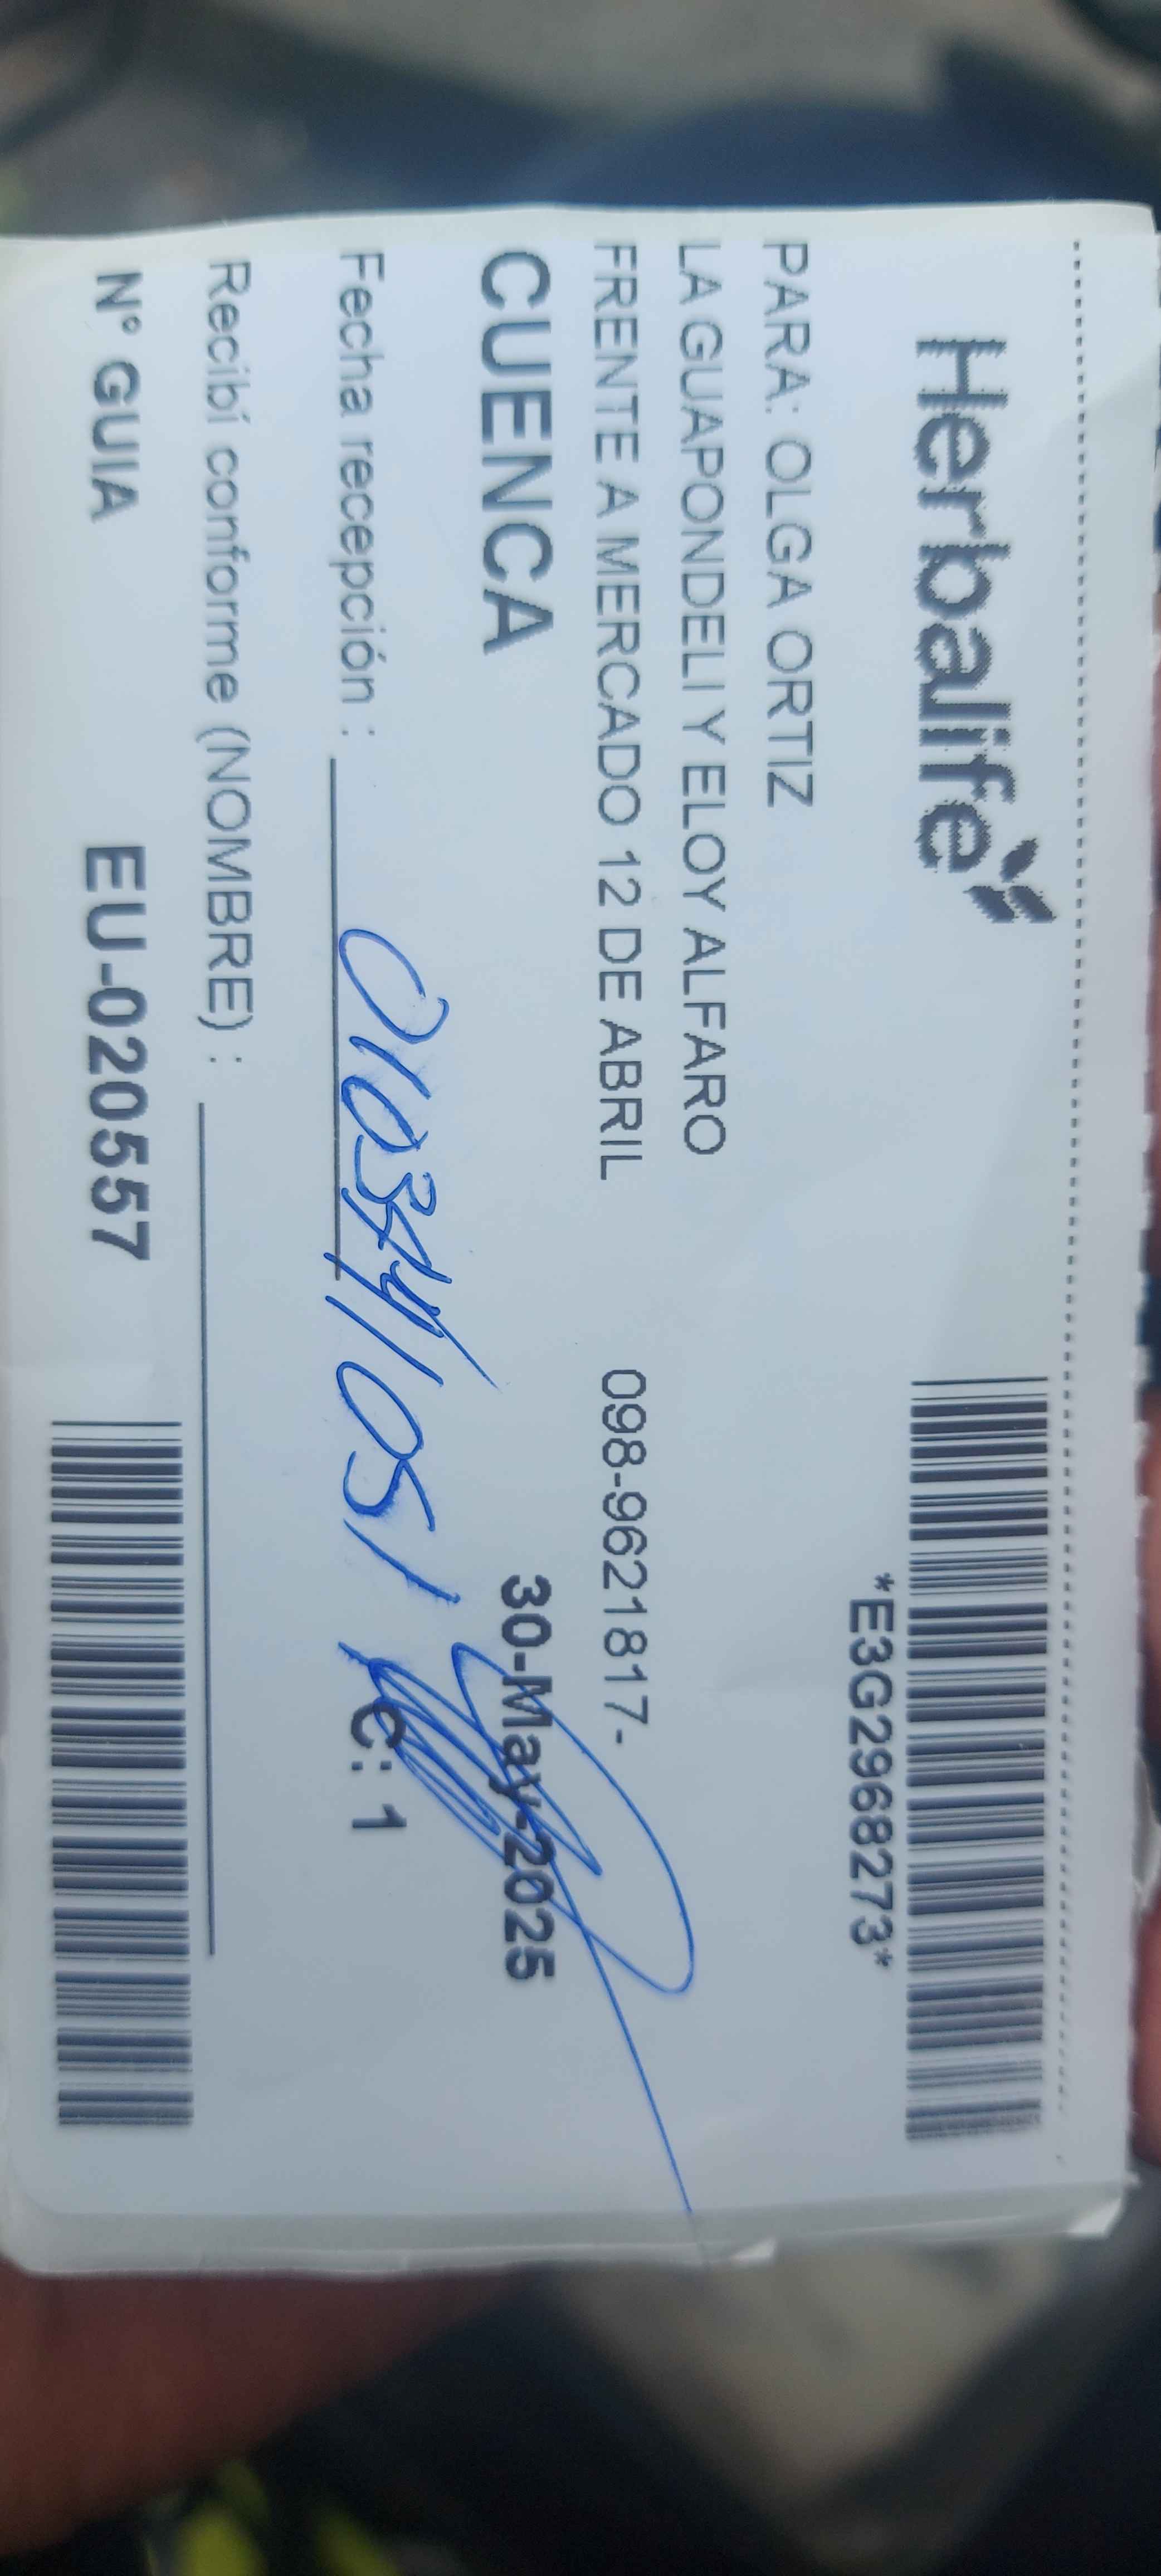 Herbalife
*E3G2968273*
PARA: OLGA ORTIZ
LA GUAPONDELI Y ELOY ALFARO
FRENTE A MERCADO 12 DE ABRIL 098-9621817-
CUENCA 30-May-2025
Fecha recepción : C: 1
Recibí conforme (NOMBRE) :
N° GUIA EU-020557